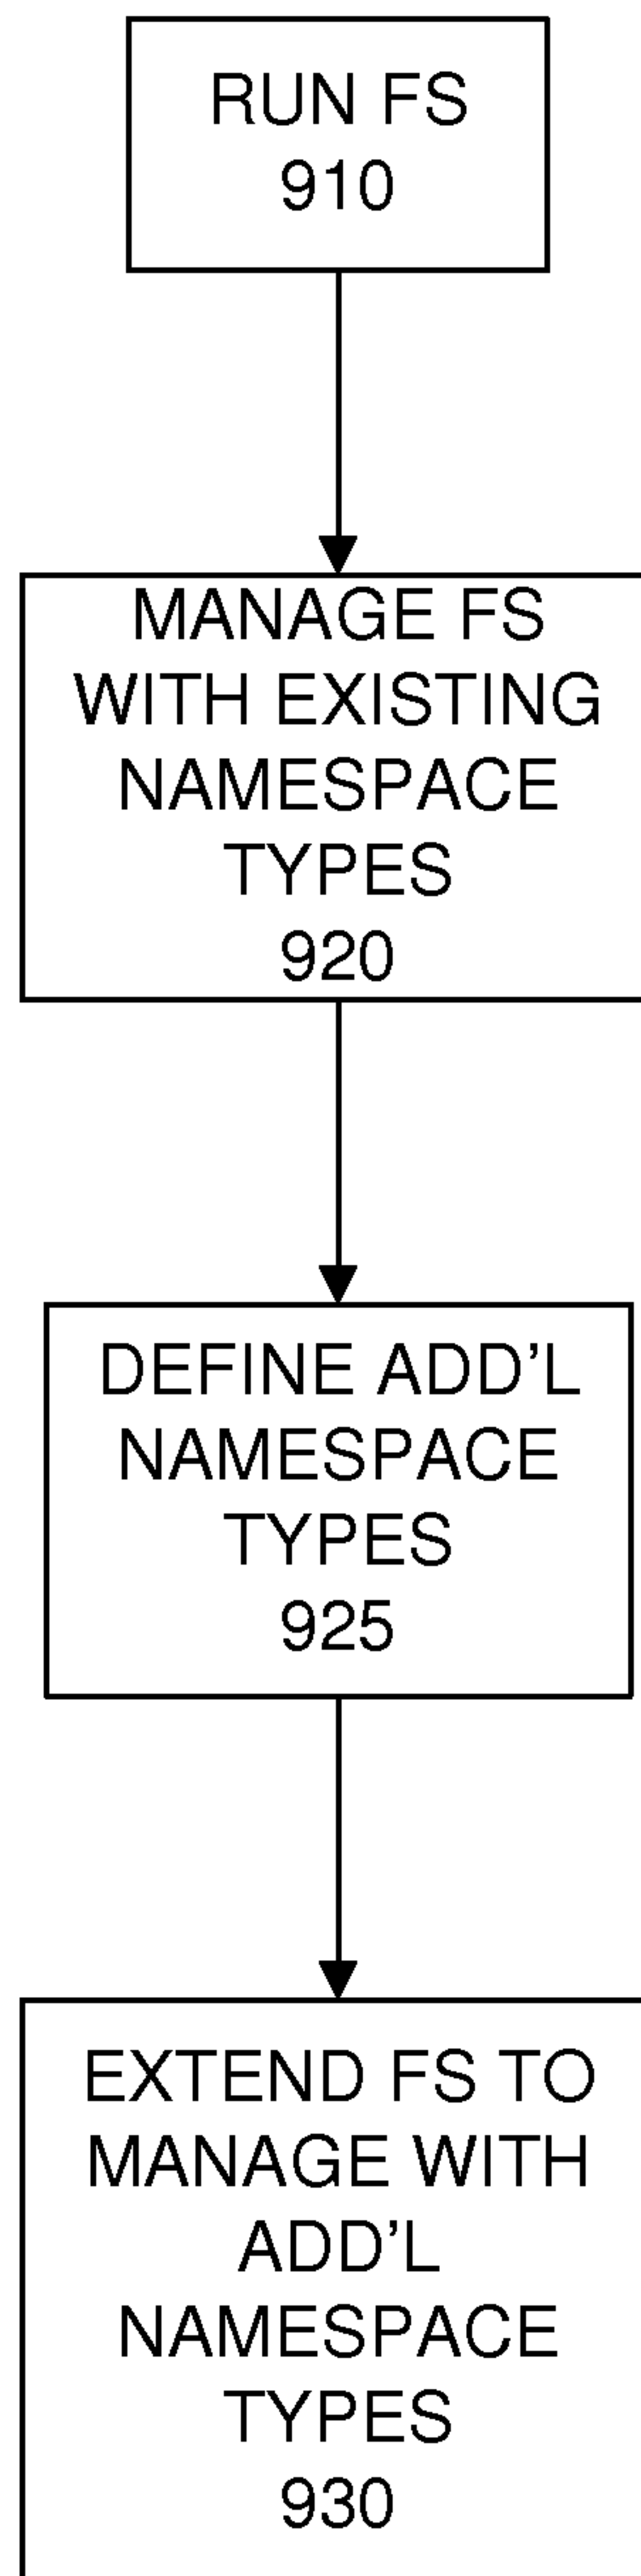 RUN FS
910
MANAGE FS
WITH EXISTING
NAMESPACE
TYPES
920
DEFINE ADD'L
NAMESPACE
TYPES
925
EXTEND FS TO
MANAGE WITH
ADD'L
NAMESPACE
TYPES
930